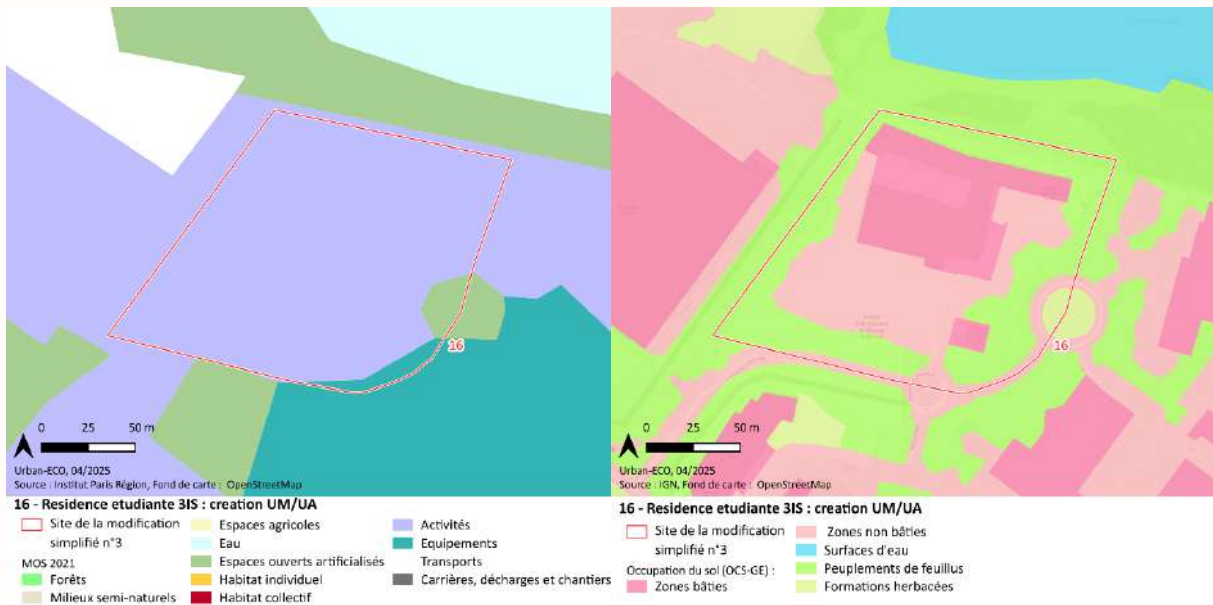 16
0 25 50 m
Urban-ECO, 04/2025
Source : Institut Paris Région, Fond de carte : OpenStreetMap
16 - Residence etudiante 3IS : creation UM/UA
Site de la modification
simplifié n°3
MOS 2021
Forêts
Milieux semi-naturels
Espaces agricoles
Eau
Espaces ouverts artificialisés
Habitat individuel
Habitat collectif
Activités
Equipements
Transports
Carrières, décharges et chantiers
16
0 25 50 m
Urban-ECO, 04/2025
Source : IGN, Fond de carte : OpenStreetMap
16 - Residence etudiante 3IS : creation UM/UA
Site de la modification
simplifié n°3
Occupation du sol (OCS-GE) :
Zones bâties
Zones non bâties
Surfaces d'eau
Peuplements de feuillus
Formations herbacées